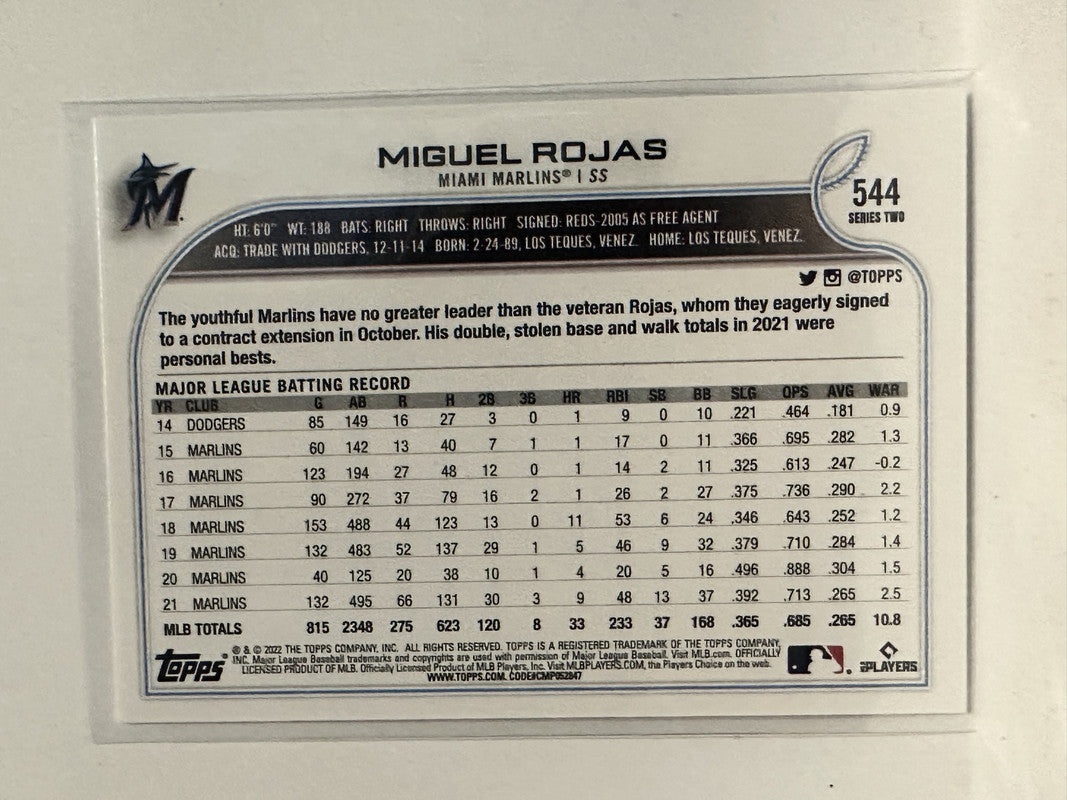 MIGUEL ROJAS
MIAMI MARLINS® | SS
544
SERIES TWO
HT: 6'0" WT: 188 BATS: RIGHT THROWS: RIGHT SIGNED: REDS-2005 AS FREE AGENT
ACQ: TRADE WITH DODGERS, 12-11-14 BORN: 2-24-89, LOS TEQUES, VENEZ. HOME: LOS TEQUES, VENEZ.
@TOPPS
The youthful Marlins have no greater leader than the veteran Rojas, whom they eagerly signed
to a contract extension in October. His double, stolen base and walk totals in 2021 were
personal bests.
MAJOR LEAGUE BATTING RECORD
YR CLUB G AB R H 2B 3B HR RBI SB BB SLG OPS AVG WAR
14 DODGERS 85 149 16 27 3 0 1 9 0 10 .221 .464 .181 0.9
15 MARLINS 60 142 13 40 7 1 1 17 0 11 .366 .695 .282 1.3
16 MARLINS 123 194 27 48 12 0 1 14 2 11 .325 .613 .247 -0.2
17 MARLINS 90 272 37 79 16 2 1 26 2 27 .375 .736 .290 2.2
18 MARLINS 153 488 44 123 13 0 11 53 6 24 .346 .643 .252 1.2
19 MARLINS 132 483 52 137 29 1 5 46 9 32 .379 .710 .284 1.4
20 MARLINS 40 125 20 38 10 1 4 20 5 16 .496 .888 .304 1.5
21 MARLINS 132 495 66 131 30 3 9 48 13 37 .392 .713 .265 2.5
MLB TOTALS 815 2348 275 623 120 8 33 233 37 168 .365 .685 .265 10.8
Topps
® & © 2022 THE TOPPS COMPANY, INC. ALL RIGHTS RESERVED. TOPPS IS A REGISTERED TRADEMARK OF THE TOPPS COMPANY,
INC. Major League Baseball trademarks and copyrights are used with permission of Major League Baseball. Visit MLB.com. OFFICIALLY
LICENSED PRODUCT OF MLB. Officially Licensed Product of MLB Players, Inc. Visit MLBPLAYERS.COM, the Players Choice on the web.
WWW.TOPPS.COM. CODE#CMP052847
PLAYERS